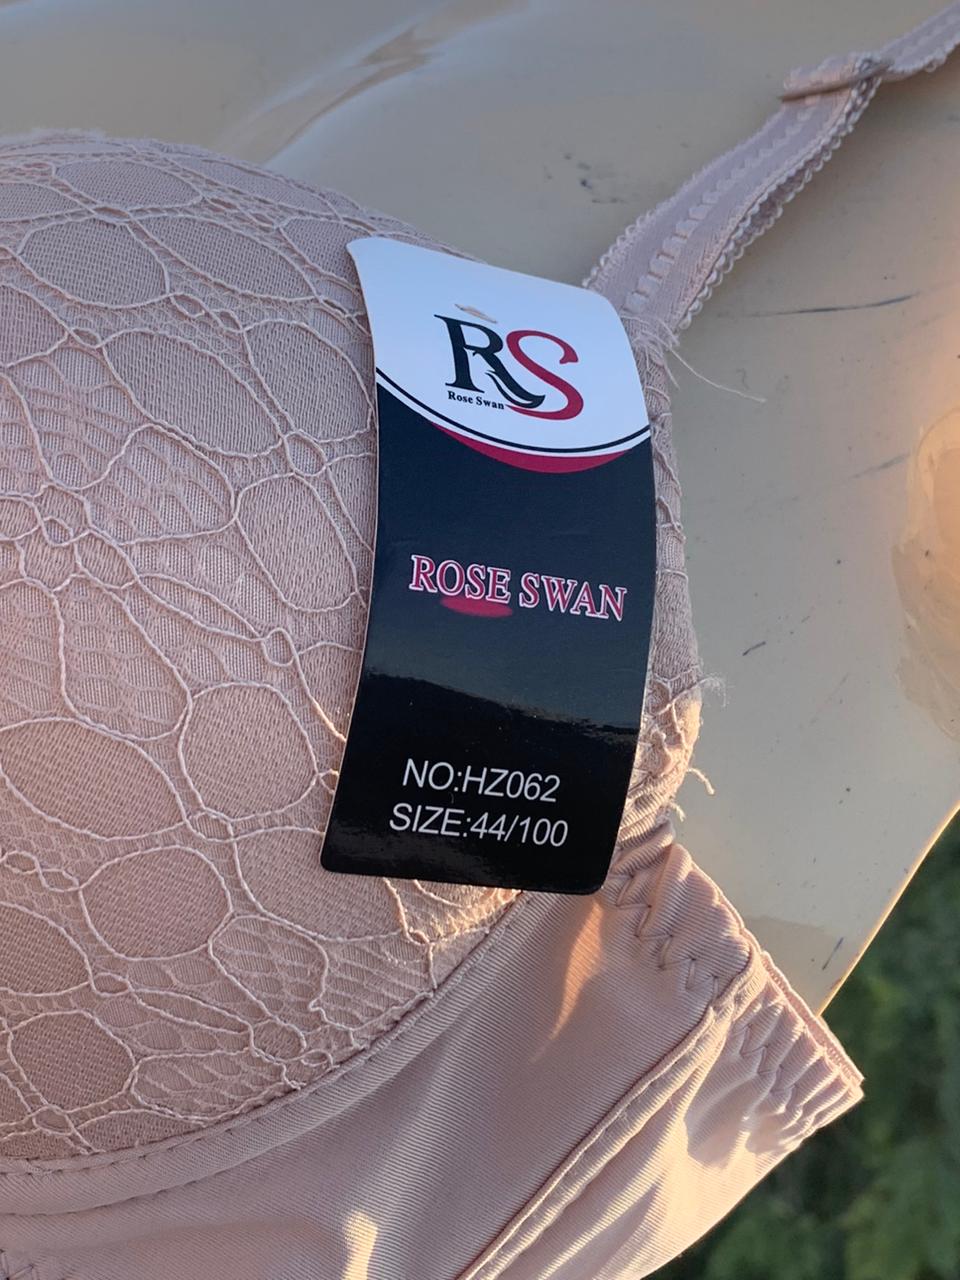 RS
Rose Swan
ROSE SWAN
NO:HZ062
SIZE:44/100